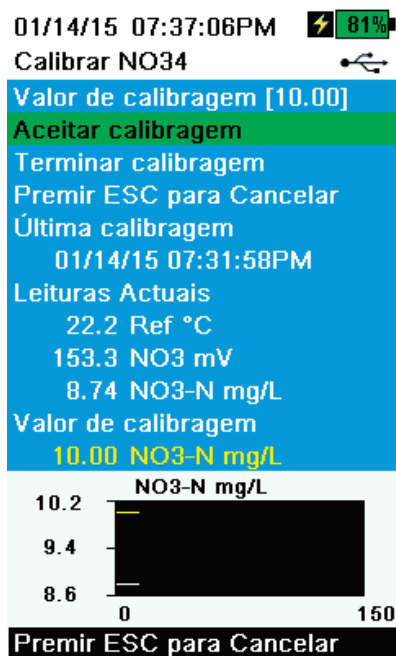 01/14/15 07:37:06PM 81%
Calibrar NO34
Valor de calibragem [10.00]
Aceitar calibragem
Terminar calibragem
Premir ESC para Cancelar
Última calibragem
01/14/15 07:31:58PM
Leituras Actuais
22.2 Ref °C
153.3 NO3 mV
8.74 NO3-N mg/L
Valor de calibragem
10.00 NO3-N mg/L
NO3-N mg/L
10.2
9.4
8.6
0 150
Premir ESC para Cancelar